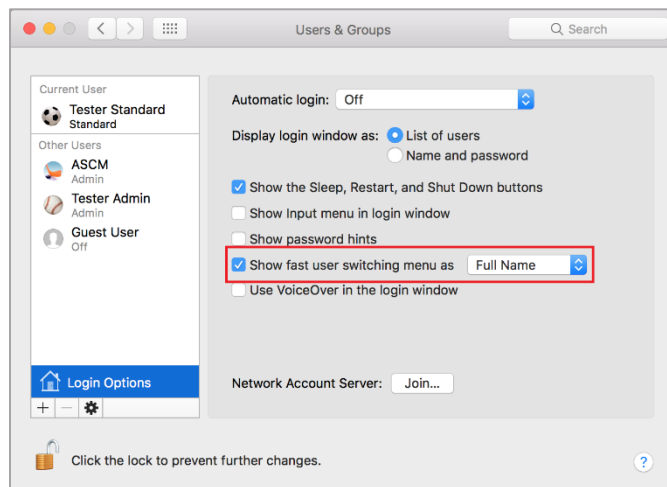 Users & Groups
Search
Current User
Tester Standard
Standard
Other Users
ASCM
Admin
Tester Admin
Admin
Guest User
Off
Login Options
Automatic login: Off
Display login window as: List of users
Name and password
Show the Sleep, Restart, and Shut Down buttons
Show Input menu in login window
Show password hints
Show fast user switching menu as Full Name
Use VoiceOver in the login window
Network Account Server: Join...
Click the lock to prevent further changes.
?